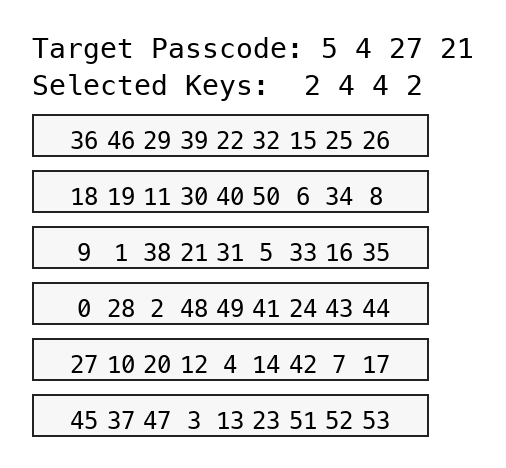 Target Passcode: 5 4 27 21
Selected Keys: 2 4 4 2
36 46 29 39 22 32 15 25 26
18 19 11 30 40 50 6 34 8
9 1 38 21 31 5 33 16 35
0 28 2 48 49 41 24 43 44
27 10 20 12 4 14 42 7 17
45 37 47 3 13 23 51 52 53